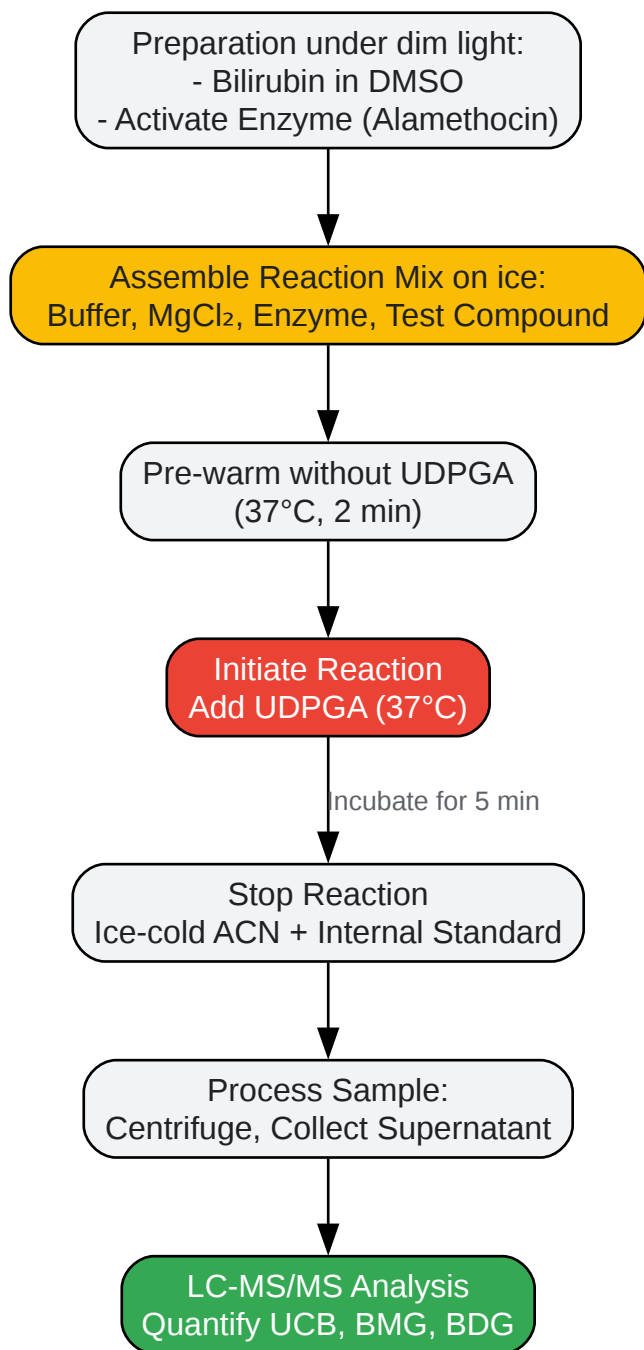 Preparation under dim light:
- Bilirubin in DMSO
- Activate Enzyme (Alamethocin)
Assemble Reaction Mix on ice:
Buffer, MgCl₂, Enzyme, Test Compound
Pre-warm without UDPGA
(37°C, 2 min)
Initiate Reaction
Add UDPGA (37°C)
Incubate for 5 min
Stop Reaction
Ice-cold ACN + Internal Standard
Process Sample:
Centrifuge, Collect Supernatant
LC-MS/MS Analysis
Quantify UCB, BMG, BDG